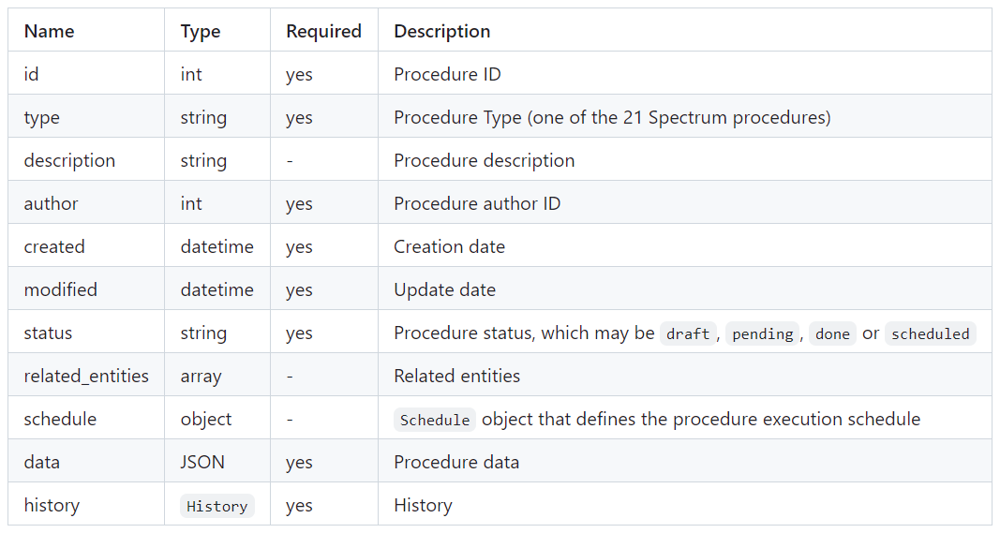 Name Type Required Description
id int yes Procedure ID
type string yes Procedure Type (one of the 21 Spectrum procedures)
description string - Procedure description
author int yes Procedure author ID
created datetime yes Creation date
modified datetime yes Update date
status string yes Procedure status, which may be draft, pending, done or scheduled
related_entities array - Related entities
schedule object - Schedule object that defines the procedure execution schedule
data JSON yes Procedure data
history History yes History